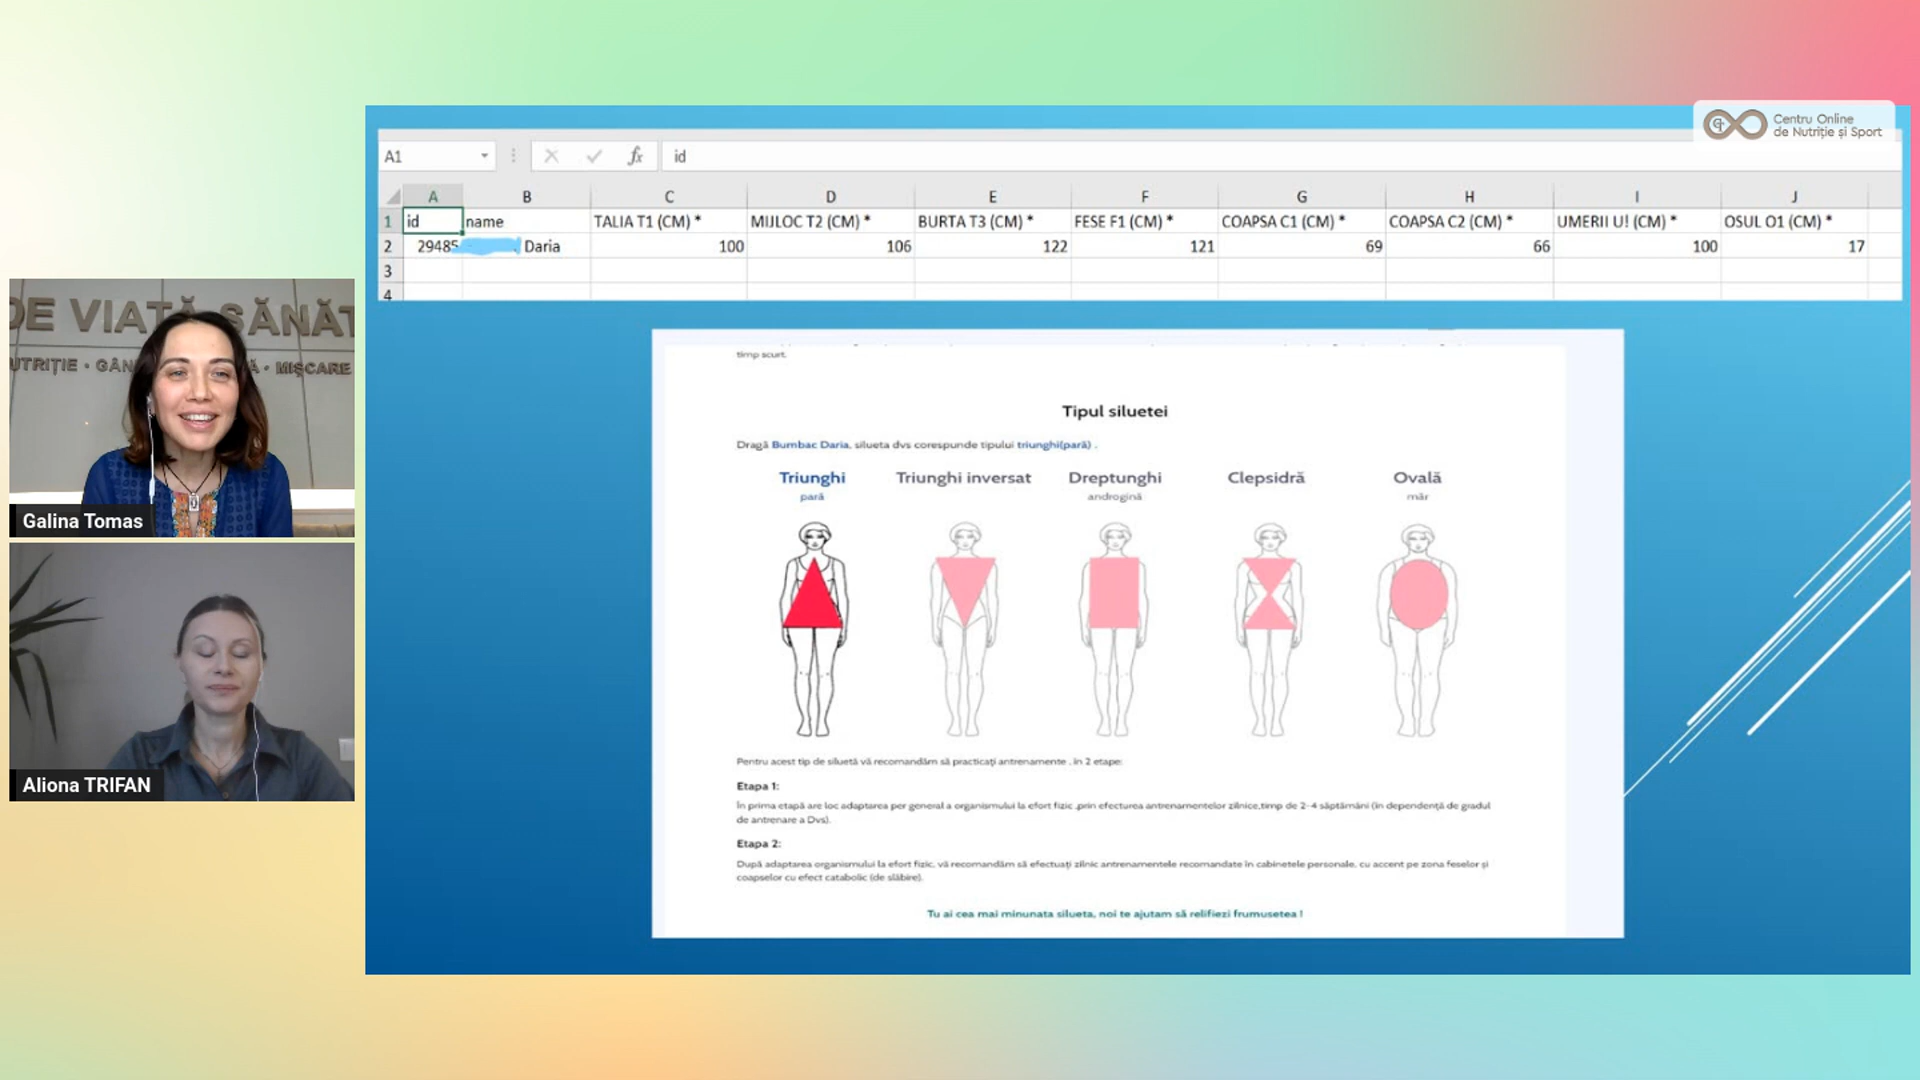 Centru Online
de Nutriție și Sport
A1
fx
id
A B C D E F G H I J
1 id name TALIA T1 (CM) * MIJLOC T2 (CM) * BURTA T3 (CM) * FESE F1 (CM) * COAPSA C1 (CM) * COAPSA C2 (CM) * UMERII U! (CM) * OSUL O1 (CM) *
2 29485 Daria 100 106 122 121 69 66 100 17
3
4
DE VIAȚĂ SĂNĂT
UTRIȚIE • GÂN Ă • MIȘCARE
Galina Tomas
Aliona TRIFAN
timp scurt.
Tipul siluetei
Dragă Bumbac Daria, silueta dvs corespunde tipului triunghi(pară) .
Triunghi Triunghi inversat Dreptunghi Clepsidră Ovală
pară androgină măr
Pentru acest tip de siluetă vă recomandăm să practicați antrenamente , în 2 etape:
Etapa 1:
În prima etapă are loc adaptarea per general a organismului la efort fizic ,prin efecturea antrenamentelor zilnice,timp de 2-4 săptămâni (în dependență de gradul
de antrenare a Dvs).
Etapa 2:
După adaptarea organismului la efort fizic, vă recomandăm să efectuați zilnic antrenamentele recomandate în cabinetele personale, cu accent pe zona feselor și
coapselor cu efect catabolic (de slăbire).
Tu ai cea mai minunata silueta, noi te ajutam să relifiezi frumusetea !